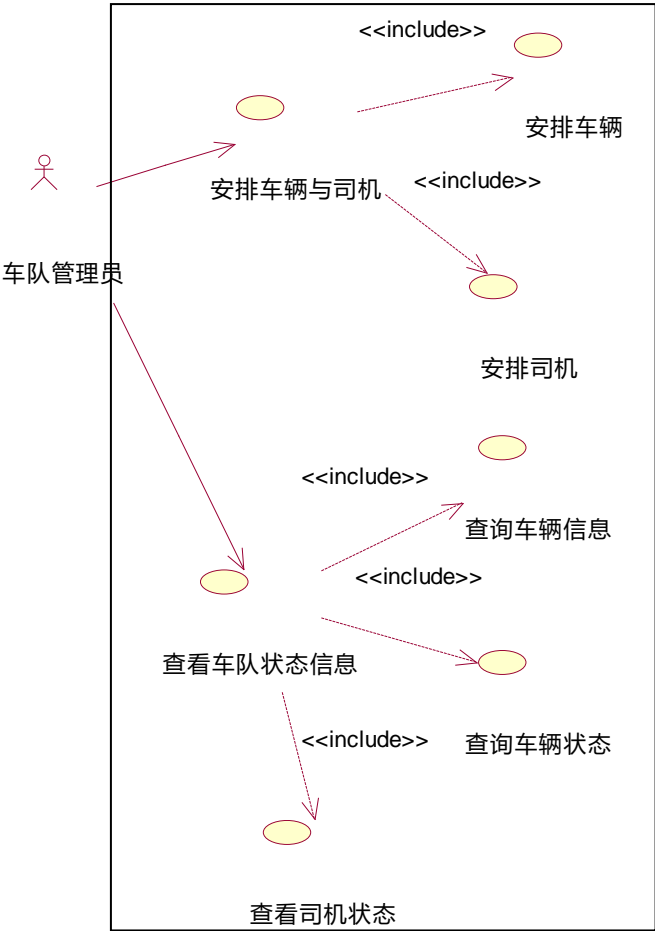 <<include>>
安排车辆
安排车辆与司机
<<include>>
车队管理员
安排司机
<<include>>
查询车辆信息
<<include>>
查看车队状态信息
<<include>>
查询车辆状态
查看司机状态